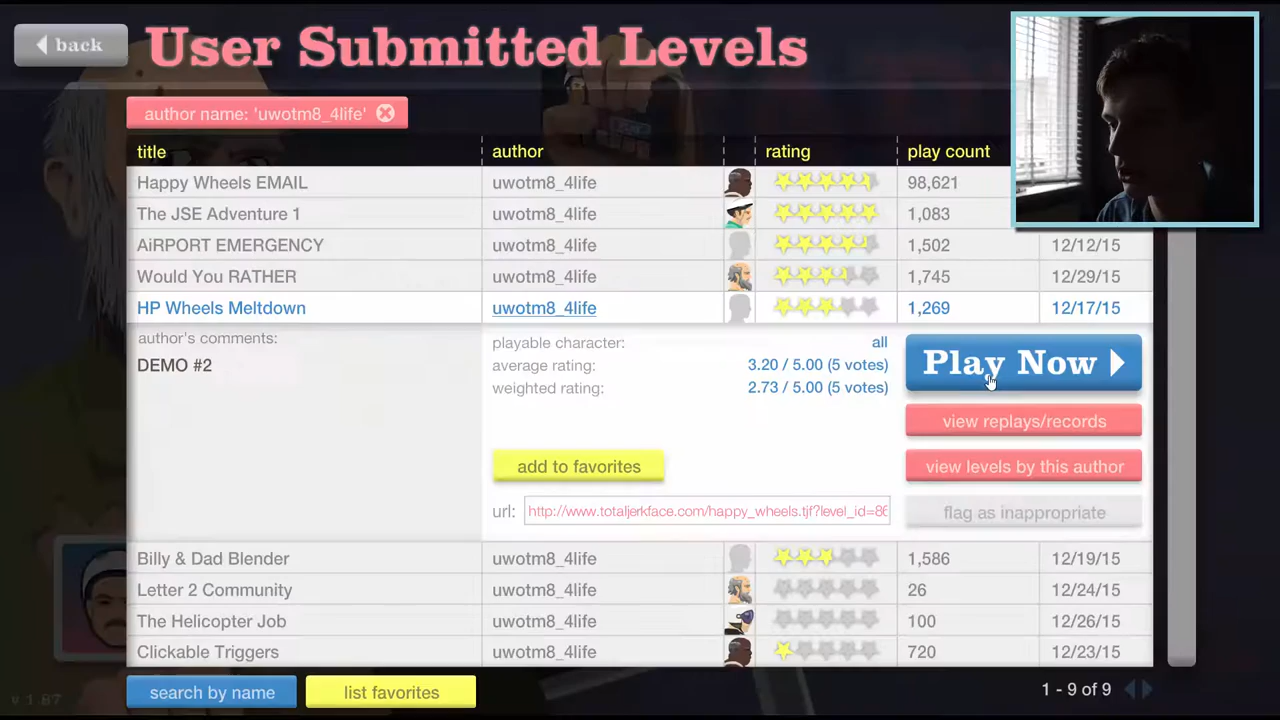 back
User Submitted Levels
author name: 'uwotm8_4life'
title author rating play count
Happy Wheels EMAIL uwotm8_4life 98,621
The JSE Adventure 1 uwotm8_4life 1,083
AiRPORT EMERGENCY uwotm8_4life 1,502 12/12/15
Would You RATHER uwotm8_4life 1,745 12/29/15
HP Wheels Meltdown uwotm8_4life 1,269 12/17/15
author's comments:
DEMO #2
playable character: all
average rating: 3.20 / 5.00 (5 votes)
weighted rating: 2.73 / 5.00 (5 votes)
Play Now
view replays/records
add to favorites
view levels by this author
url: http://www.totaljerkface.com/happy_wheels.tjf?level_id=86
flag as inappropriate
Billy & Dad Blender uwotm8_4life 1,586 12/19/15
Letter 2 Community uwotm8_4life 26 12/24/15
The Helicopter Job uwotm8_4life 100 12/26/15
Clickable Triggers uwotm8_4life 720 12/23/15
search by name
list favorites
1 - 9 of 9
v 1.87